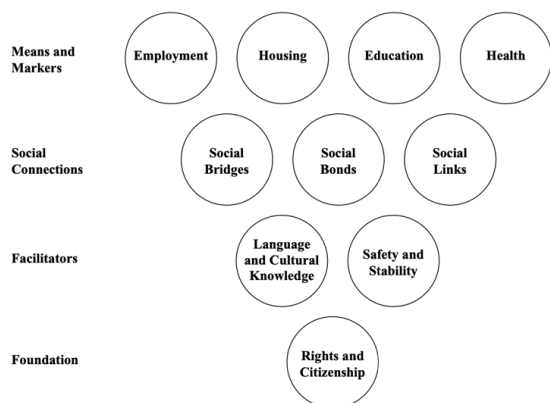 Means and
Markers
Employment
Housing
Education
Health
Social
Connections
Social
Bridges
Social
Bonds
Social
Links
Facilitators
Language
and Cultural
Knowledge
Safety and
Stability
Foundation
Rights and
Citizenship